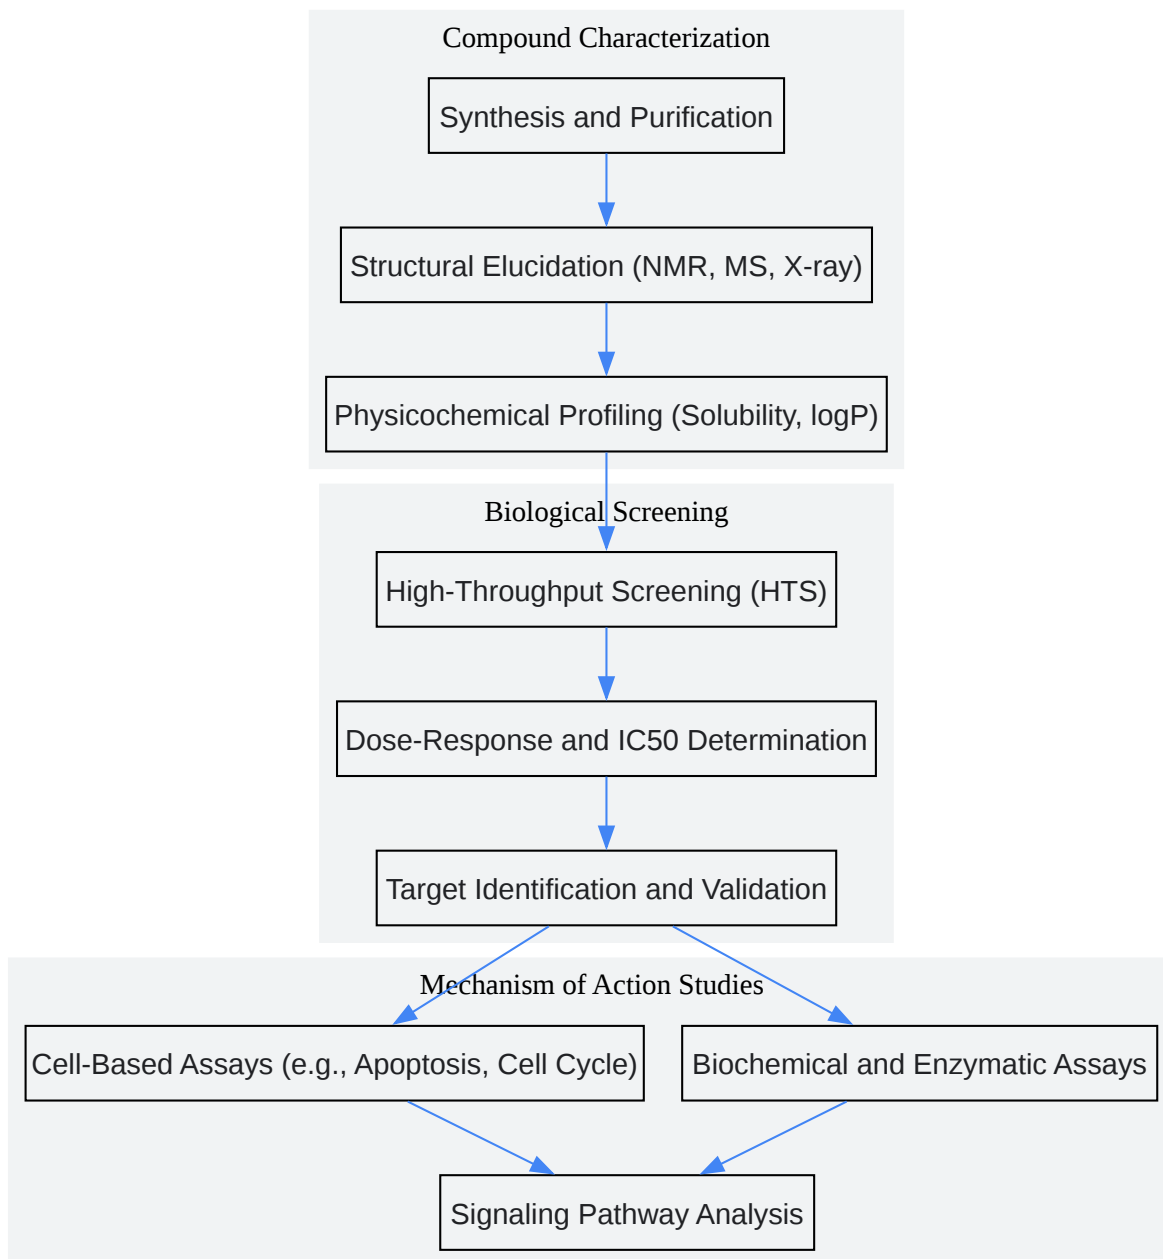 Compound Characterization
Synthesis and Purification
Structural Elucidation (NMR, MS, X-ray)
Physicochemical Profiling (Solubility, logP)
Biological Screening
High-Throughput Screening (HTS)
Dose-Response and IC50 Determination
Target Identification and Validation
Mechanism of Action Studies
Cell-Based Assays (e.g., Apoptosis, Cell Cycle)
Biochemical and Enzymatic Assays
Signaling Pathway Analysis